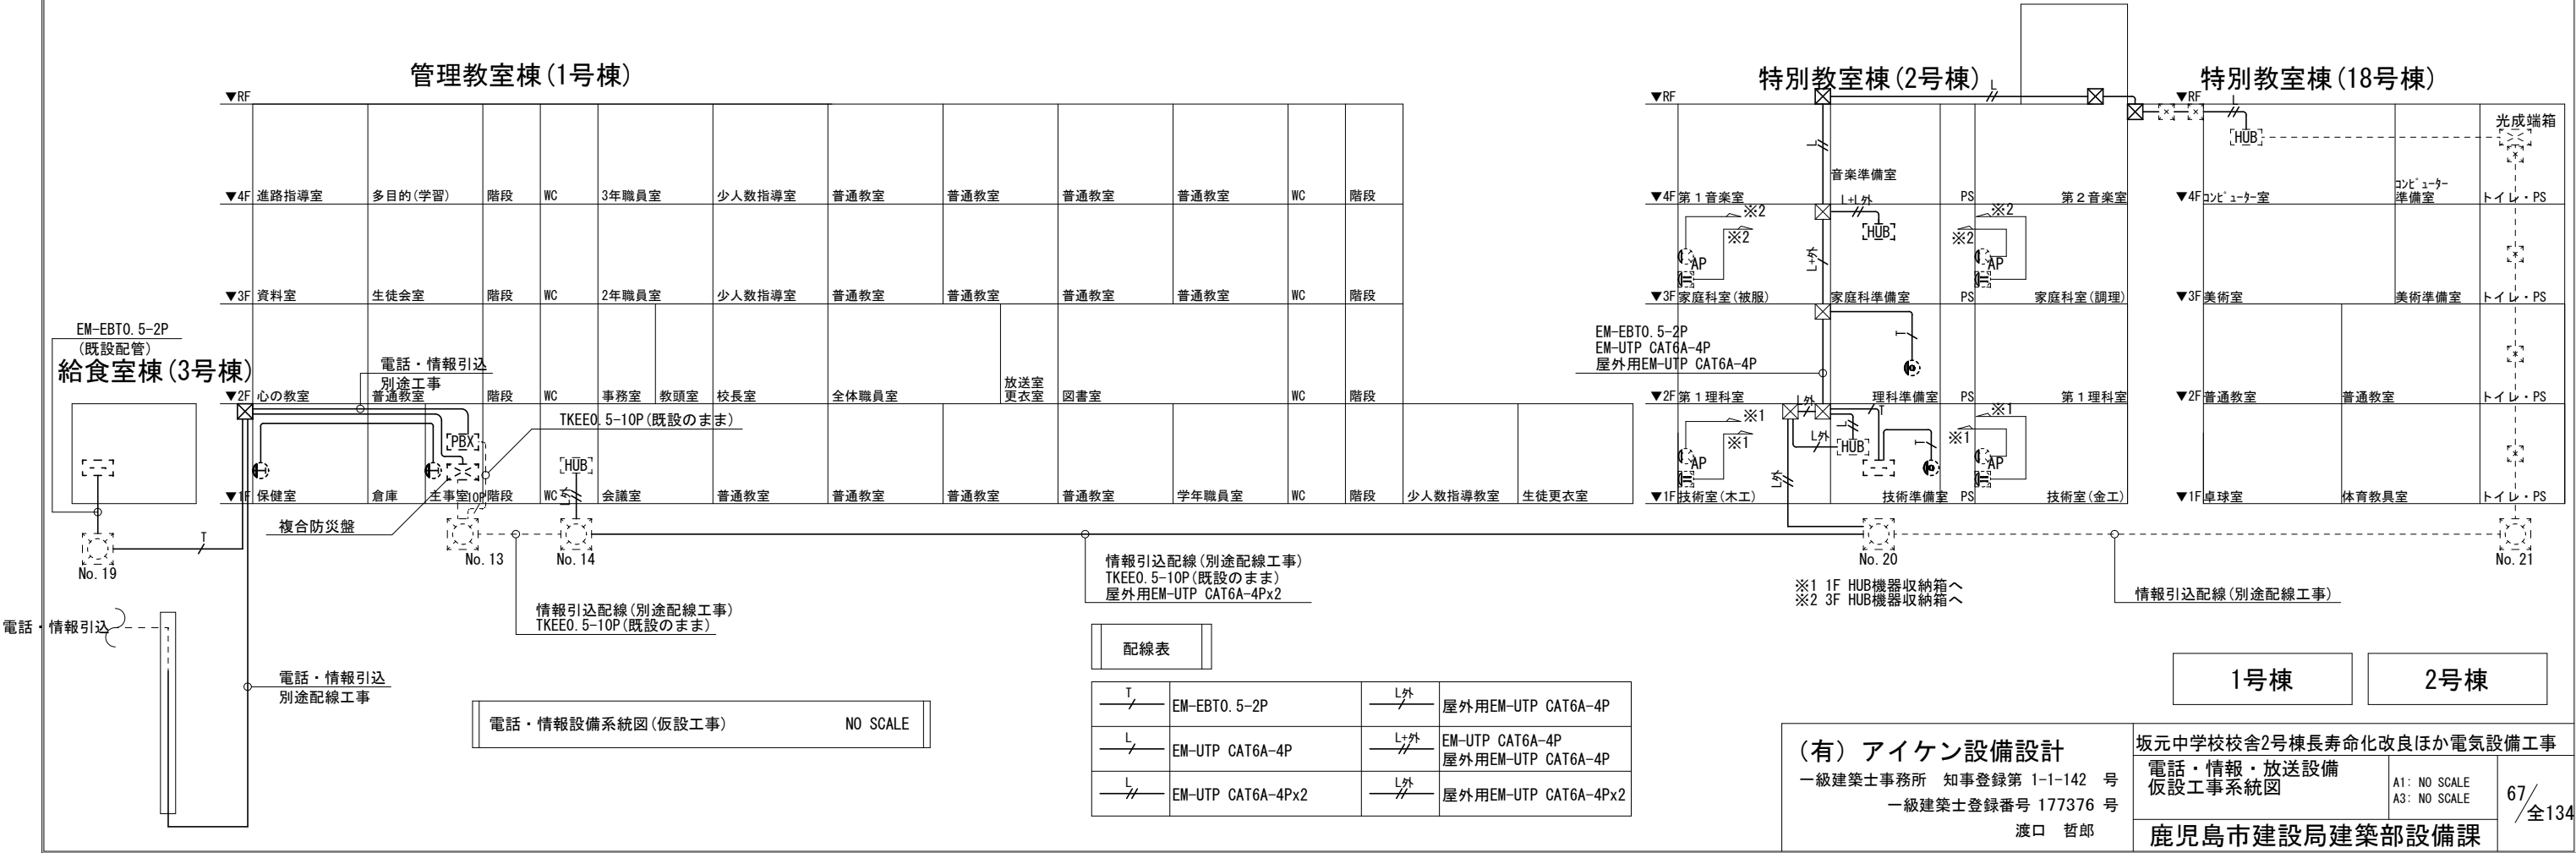 管理教室棟(1号棟)
特別教室棟(2号棟)
特別教室棟(18号棟)
▼RF
▼RF
▼RF
L
L
L
HUB
光成端箱
音楽準備室
▼4F 進路指導室 多目的(学習) 階段 WC 3年職員室 少人数指導室 普通教室 普通教室 普通教室 普通教室 WC 階段
▼4F 第1音楽室 PS 第2音楽室
▼4F コンピューター室 コンピューター準備室 トイレ・PS
※2
※2
L+L外
HUB
※2
※2
AP
AP
L+外
▼3F 資料室 生徒会室 階段 WC 2年職員室 少人数指導室 普通教室 普通教室 普通教室 普通教室 WC 階段
▼3F 家庭科室(被服) 家庭科準備室 PS 家庭科室(調理)
▼3F 美術室 美術準備室 トイレ・PS
EM-EBT0.5-2P
(既設配管)
給食室棟(3号棟)
電話・情報引込
別途工事
EM-EBT0.5-2P
EM-UTP CAT6A-4P
屋外用EM-UTP CAT6A-4P
T
▼2F 心の教室 普通教室 階段 WC 事務室 教頭室 校長室 全体職員室 放送室 更衣室 図書室 WC 階段
▼2F 第1理科室 理科準備室 PS 第1理科室
▼2F 普通教室 普通教室 トイレ・PS
TKEE0.5-10P(既設のまま)
PBX
HUB
L外
T
L
L外
HUB
T
※1
※1
※1
※1
AP
AP
L外
L外
▼1F 保健室 倉庫 主事室 10P 階段 WC 会議室 普通教室 普通教室 普通教室 普通教室 学年職員室 WC 階段 少人数指導教室 生徒更衣室
▼1F 技術室(木工) 技術準備室 PS 技術室(金工)
▼1F 卓球室 体育教具室 トイレ・PS
複合防災盤
T
No.19
No.13
No.14
No.20
No.21
情報引込配線(別途配線工事)
TKEE0.5-10P(既設のまま)
屋外用EM-UTP CAT6A-4Px2
※1 1F HUB機器収納箱へ
※2 3F HUB機器収納箱へ
情報引込配線(別途配線工事)
情報引込配線(別途配線工事)
TKEE0.5-10P(既設のまま)
電話・情報引込
電話・情報引込
別途配線工事
配線表
T EM-EBT0.5-2P
L外 屋外用EM-UTP CAT6A-4P
L EM-UTP CAT6A-4P
L+外 EM-UTP CAT6A-4P
屋外用EM-UTP CAT6A-4P
L EM-UTP CAT6A-4Px2
L外 屋外用EM-UTP CAT6A-4Px2
電話・情報設備系統図(仮設工事) NO SCALE
1号棟
2号棟
(有) アイケン設備設計
一級建築士事務所 知事登録第 1-1-142 号
一級建築士登録番号 177376 号
渡口 哲郎
坂元中学校校舎2号棟長寿命化改良ほか電気設備工事
電話・情報・放送設備
仮設工事系統図
A1: NO SCALE
A3: NO SCALE
67/全134
鹿児島市建設局建築部設備課